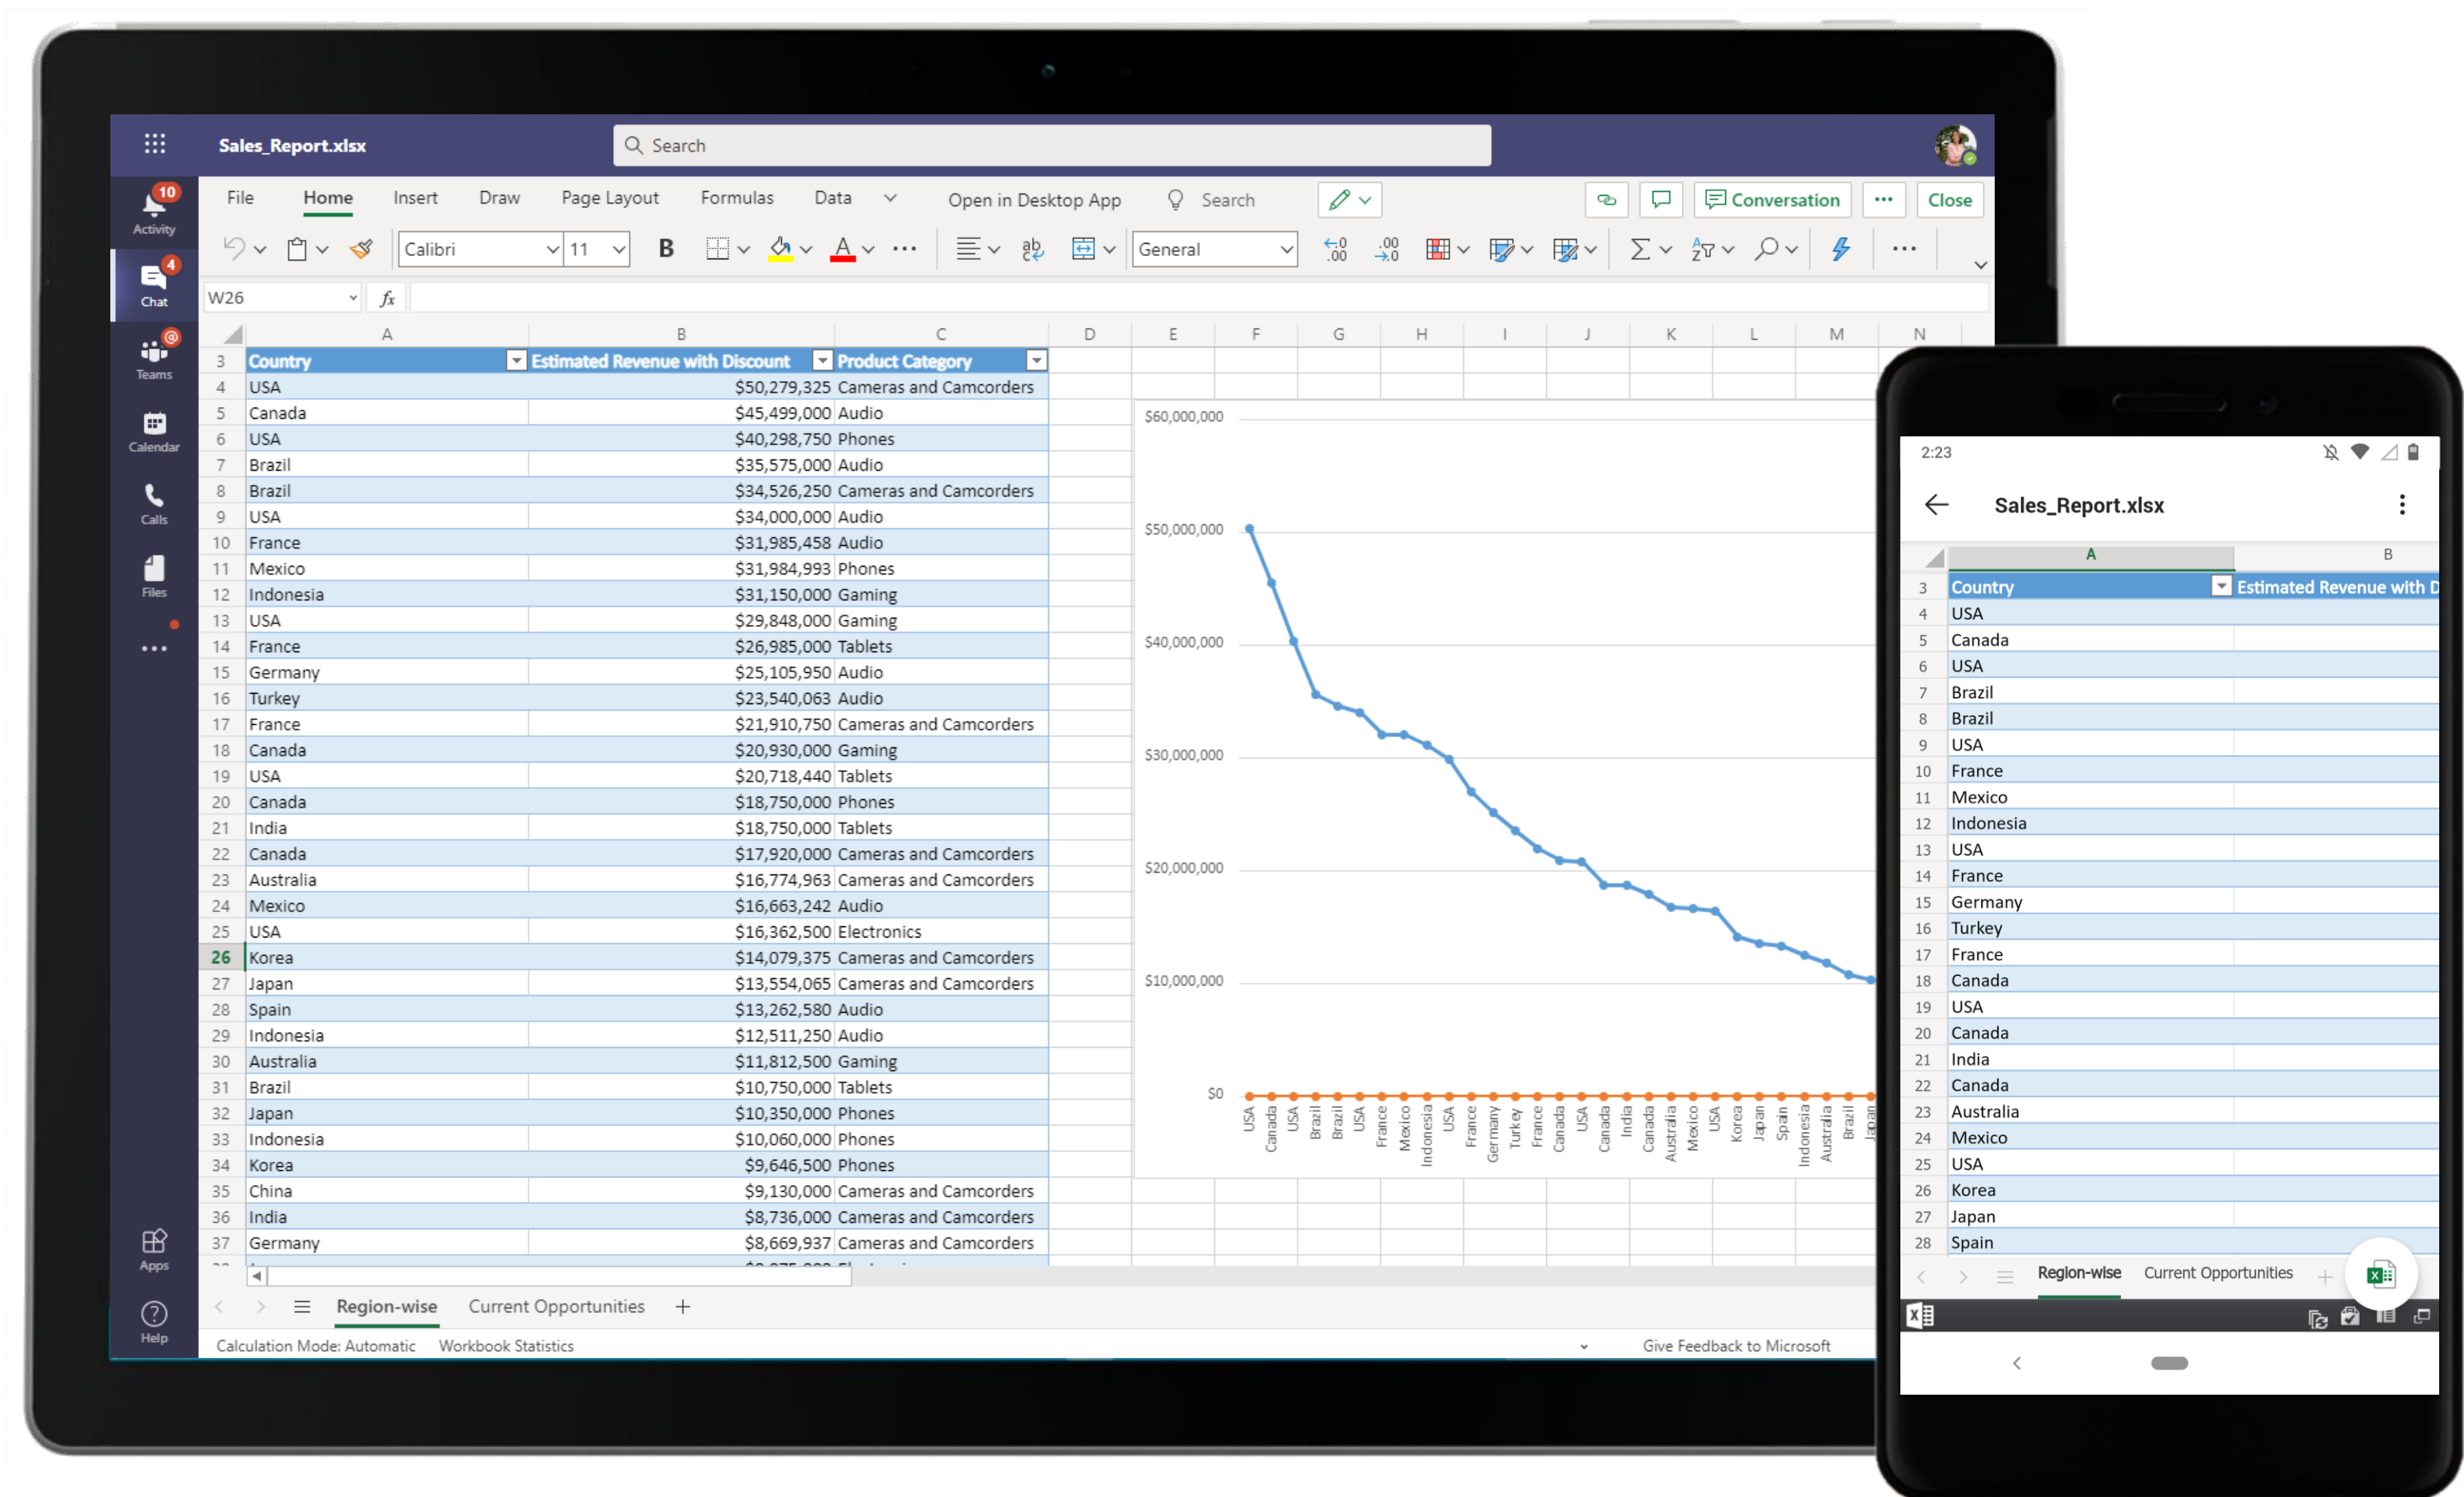 Sales_Report.xlsx
Search
10
Activity
4
Chat
Teams
Calendar
Calls
Files
Apps
Help
File Home Insert Draw Page Layout Formulas Data Open in Desktop App Search Conversation Close
Calibri 11 B General
W26 fx
A B C D E F G H I J K L M N
3 Country Estimated Revenue with Discount Product Category
4 USA $50,279,325 Cameras and Camcorders
5 Canada $45,499,000 Audio
6 USA $40,298,750 Phones
7 Brazil $35,575,000 Audio
8 Brazil $34,526,250 Cameras and Camcorders
9 USA $34,000,000 Audio
10 France $31,985,458 Audio
11 Mexico $31,984,993 Phones
12 Indonesia $31,150,000 Gaming
13 USA $29,848,000 Gaming
14 France $26,985,000 Tablets
15 Germany $25,105,950 Audio
16 Turkey $23,540,063 Audio
17 France $21,910,750 Cameras and Camcorders
18 Canada $20,930,000 Gaming
19 USA $20,718,440 Tablets
20 Canada $18,750,000 Phones
21 India $18,750,000 Tablets
22 Canada $17,920,000 Cameras and Camcorders
23 Australia $16,774,963 Cameras and Camcorders
24 Mexico $16,663,242 Audio
25 USA $16,362,500 Electronics
26 Korea $14,079,375 Cameras and Camcorders
27 Japan $13,554,065 Cameras and Camcorders
28 Spain $13,262,580 Audio
29 Indonesia $12,511,250 Audio
30 Australia $11,812,500 Gaming
31 Brazil $10,750,000 Tablets
32 Japan $10,350,000 Phones
33 Indonesia $10,060,000 Phones
34 Korea $9,646,500 Phones
35 China $9,130,000 Cameras and Camcorders
36 India $8,736,000 Cameras and Camcorders
37 Germany $8,669,937 Cameras and Camcorders
$60,000,000
$50,000,000
$40,000,000
$30,000,000
$20,000,000
$10,000,000
$0
USA
Canada
USA
Brazil
Brazil
USA
France
Mexico
Indonesia
USA
France
Germany
Turkey
France
Canada
USA
Canada
India
Canada
Australia
Mexico
USA
Korea
Japan
Spain
Indonesia
Australia
Brazil
Japan
Region-wise Current Opportunities
Calculation Mode: Automatic Workbook Statistics Give Feedback to Microsoft
2:23
Sales_Report.xlsx
A B
3 Country Estimated Revenue with D
4 USA
5 Canada
6 USA
7 Brazil
8 Brazil
9 USA
10 France
11 Mexico
12 Indonesia
13 USA
14 France
15 Germany
16 Turkey
17 France
18 Canada
19 USA
20 Canada
21 India
22 Canada
23 Australia
24 Mexico
25 USA
26 Korea
27 Japan
28 Spain
Region-wise Current Opportunities